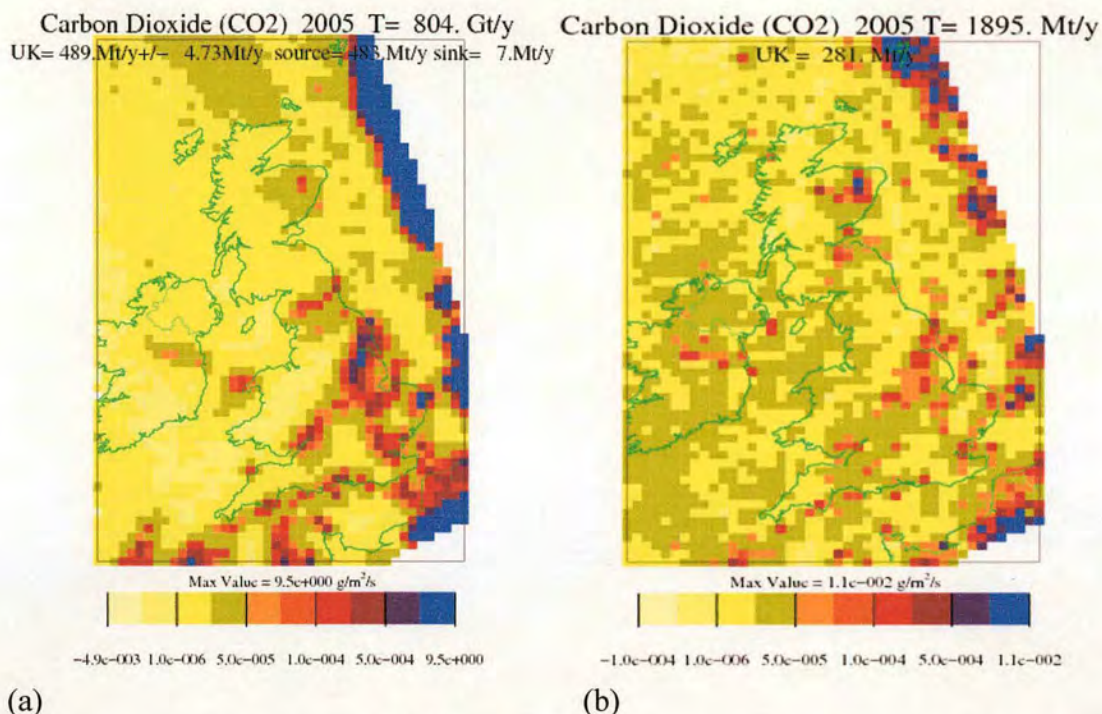 Carbon Dioxide (CO2) 2005 T= 804. Gt/y
UK= 489.Mt/y+/- 4.73Mt/y source= 483.Mt/y sink= 7.Mt/y
Max Value = 9.5e+000 g/m²/s
−4.9e−003 1.0e−006 5.0e−005 1.0e−004 5.0e−004 9.5e+000
(a)
Carbon Dioxide (CO2) 2005 T= 1895. Mt/y
UK = 281. Mt/y
Max Value = 1.1e−002 g/m²/s
−1.0e−004 1.0e−006 5.0e−005 1.0e−004 5.0e−004 1.1e−002
(b)